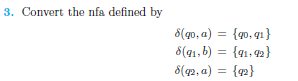 3. Convert the nfa defined by
δ(q₀, a) = {q₀, q₁}
δ(q₁, b) = {q₁, q₂}
δ(q₂, a) = {q₂}